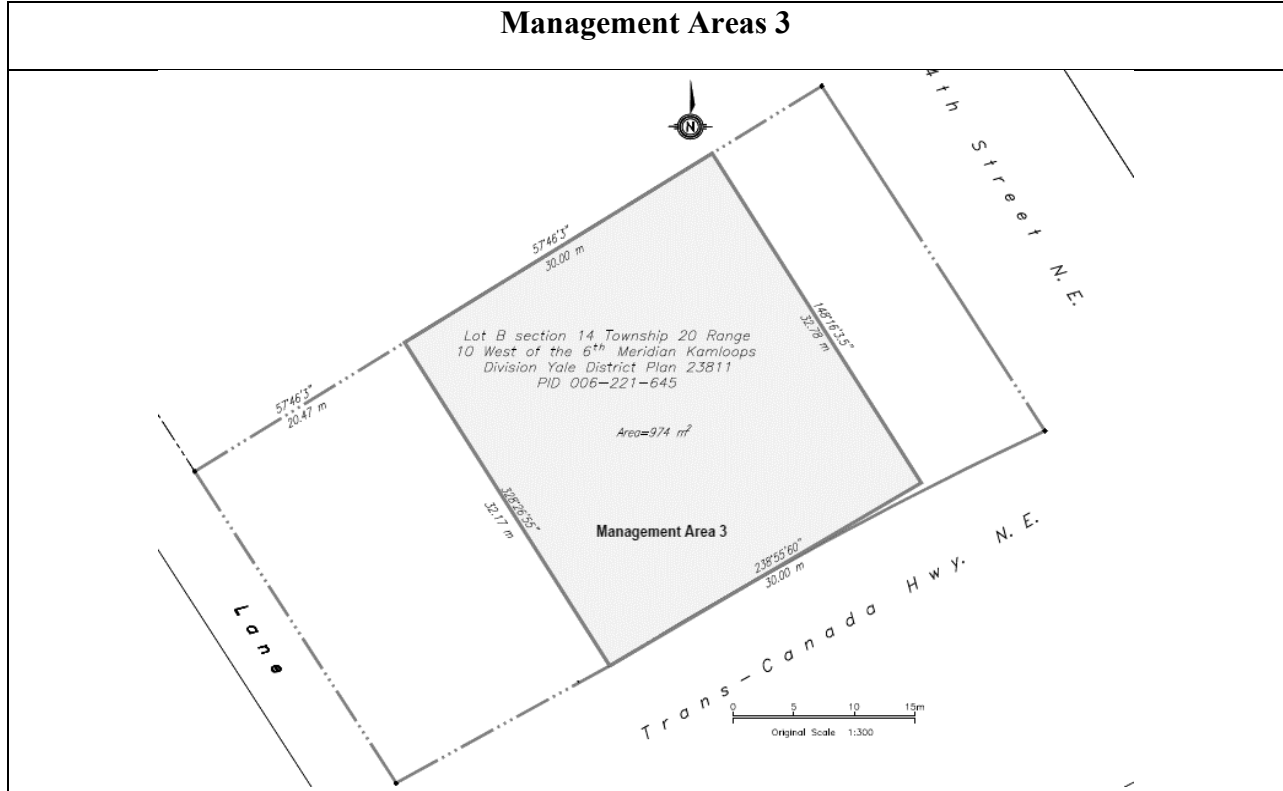 Management Areas 3
4th Street N.E.
N
57°46'3"
30.00 m
148°16'3.5"
32.78 m
Lot B section 14 Township 20 Range
10 West of the 6th Meridian Kamloops
Division Yale District Plan 23811
PID 006-221-645
57°46'3"
20.47 m
Area=974 m²
328°26'55"
32.17 m
Management Area 3
238°55'60"
30.00 m
Lane
Trans-Canada Hwy. N.E.
0 5 10 15m
Original Scale 1:300